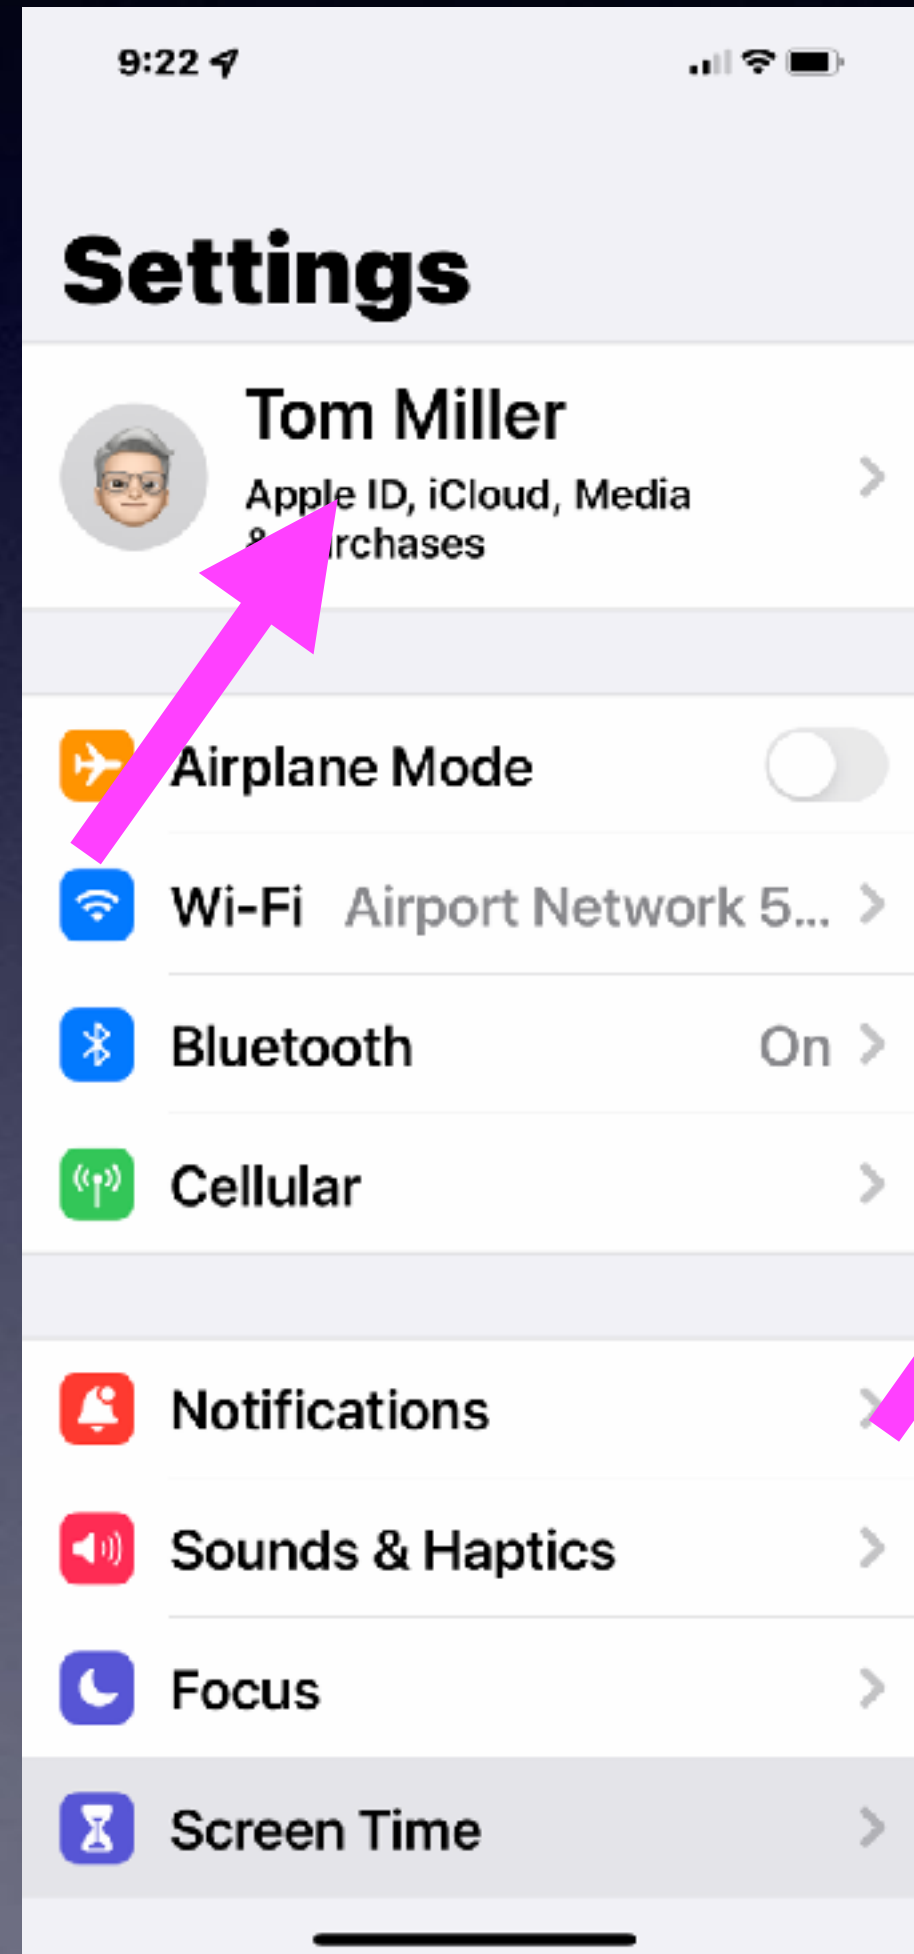 9:22
Settings
Tom Miller
Apple ID, iCloud, Media
& Purchases
Airplane Mode
Wi-Fi Airport Network 5...
Bluetooth On
Cellular
Notifications
Sounds & Haptics
Focus
Screen Time